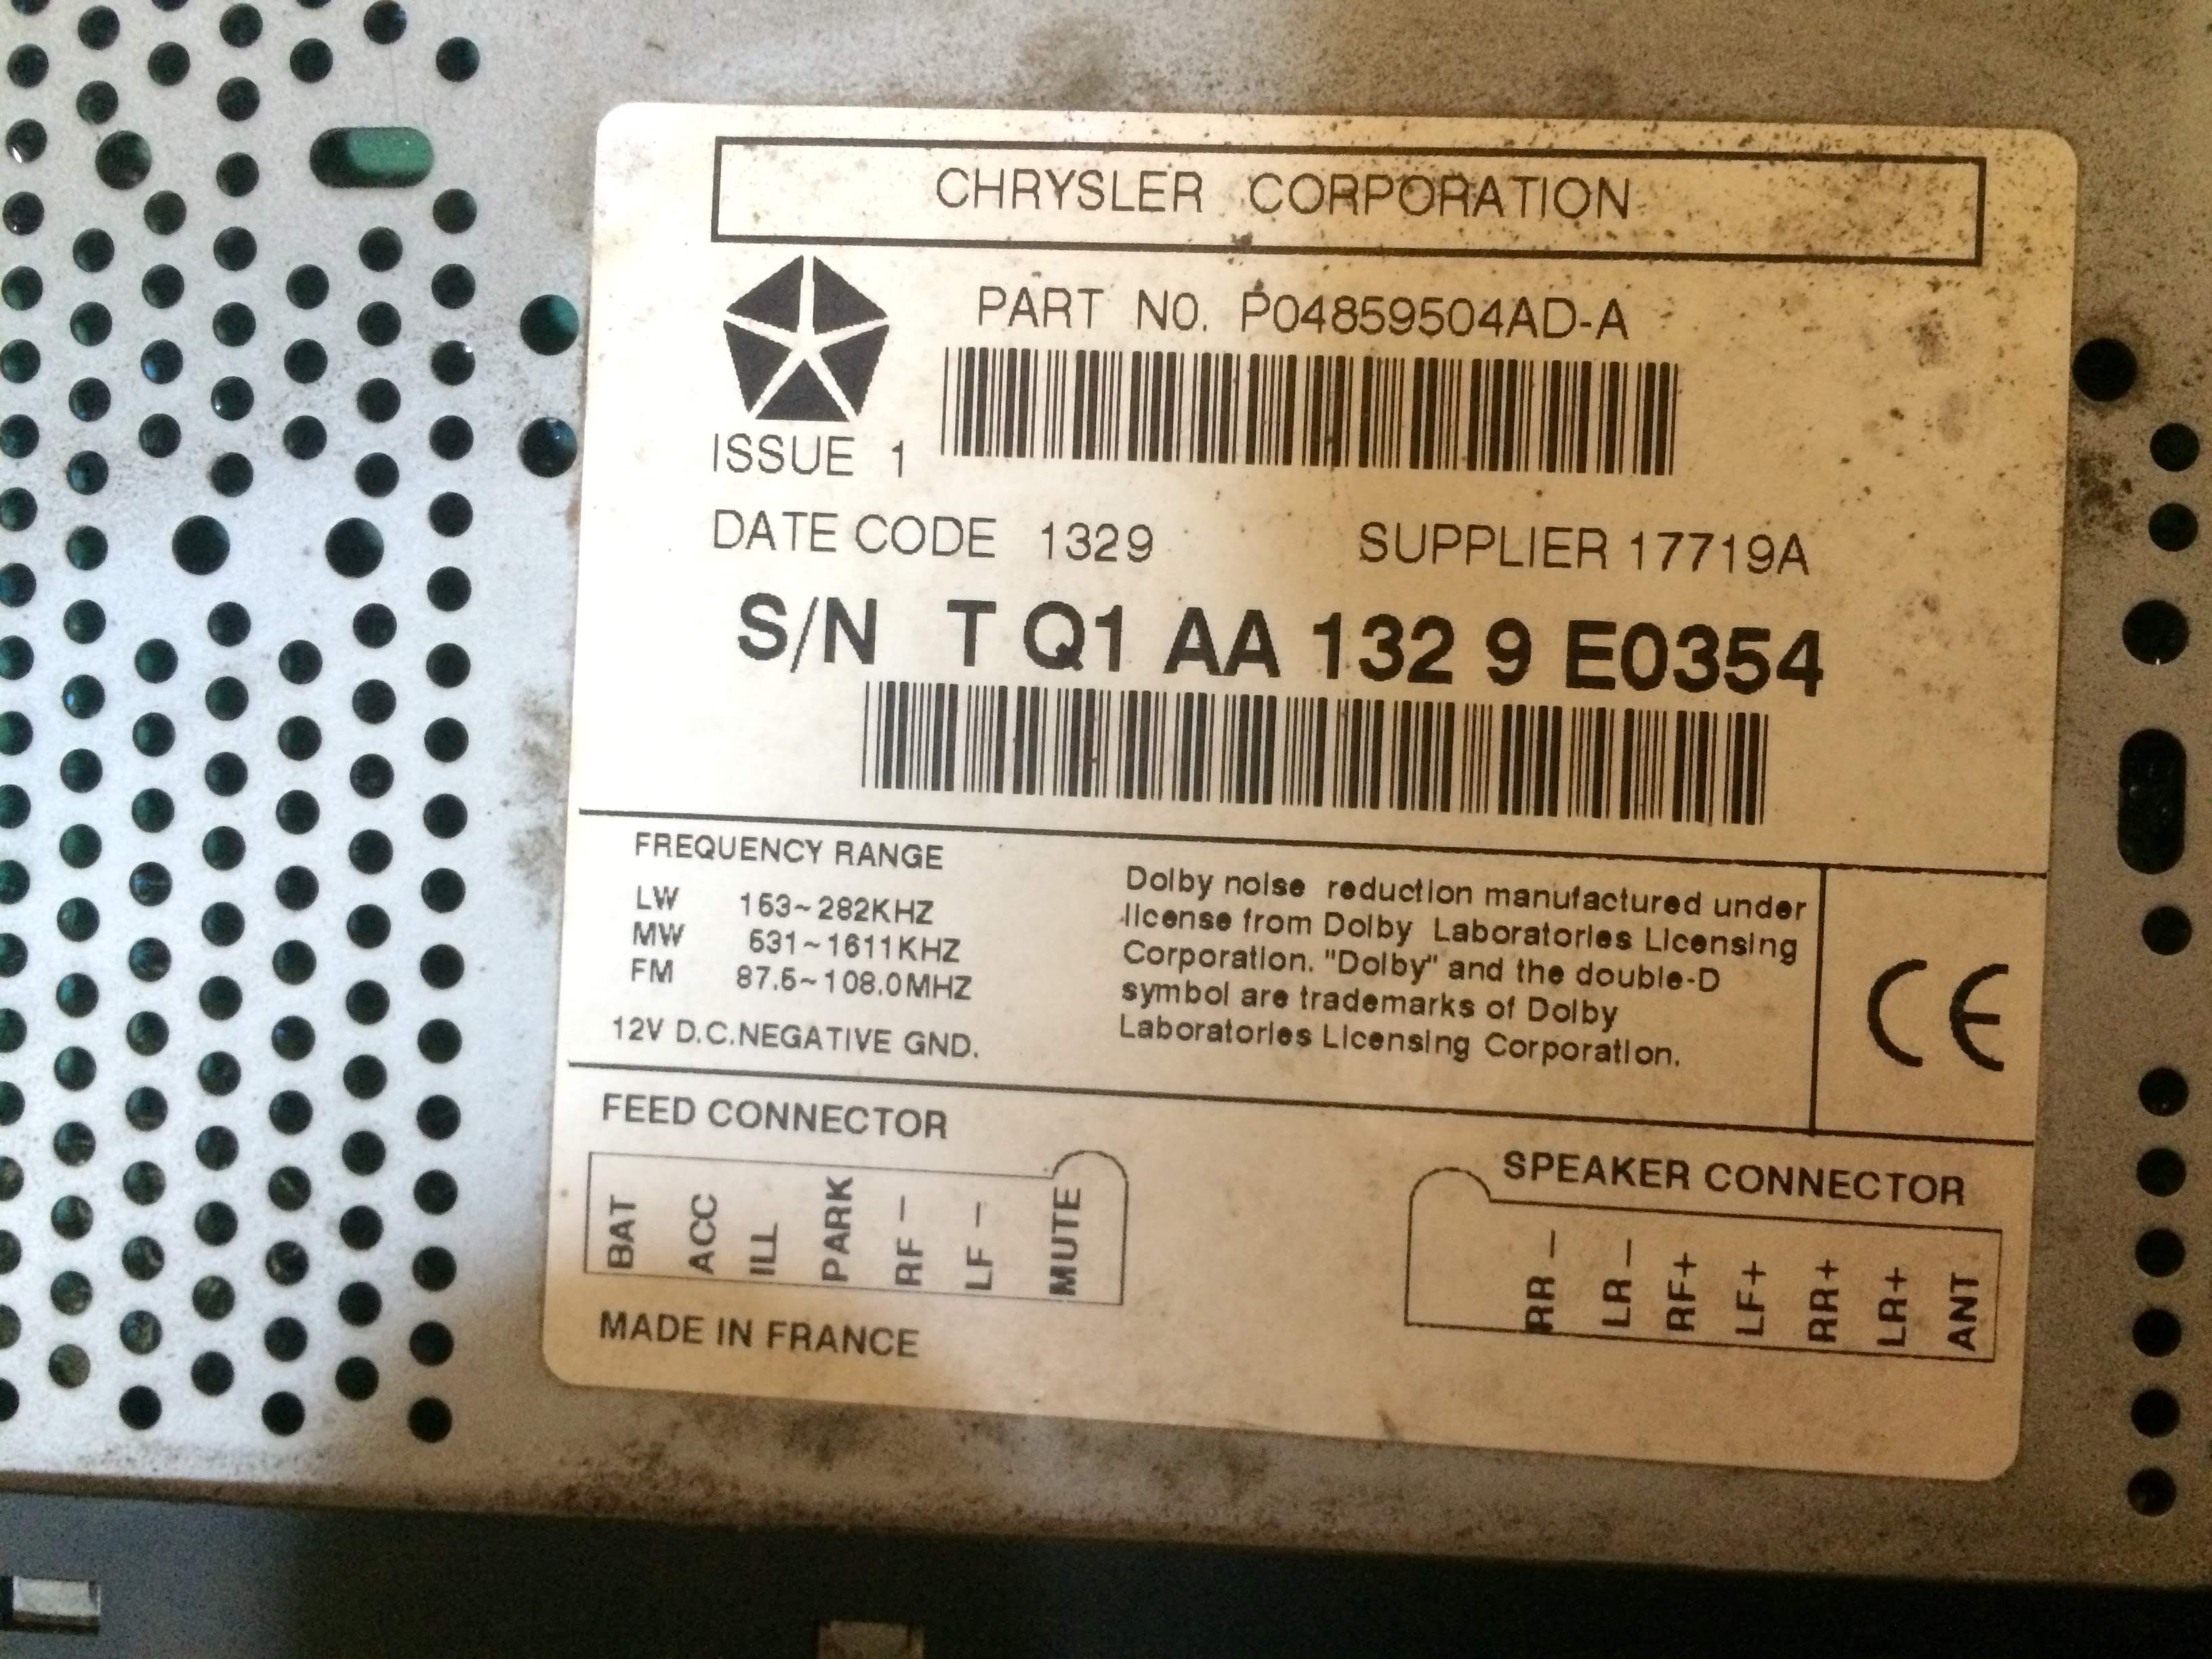 CHRYSLER CORPORATION
PART NO. P04859504AD-A
ISSUE 1
DATE CODE 1329 SUPPLIER 17719A
S/N T Q1 AA 132 9 E0354
FREQUENCY RANGE
LW 153~282KHZ
MW 531~1611KHZ
FM 87.5~108.0MHZ
12V D.C.NEGATIVE GND.
Dolby noise reduction manufactured under
license from Dolby Laboratories Licensing
Corporation. "Dolby" and the double-D
symbol are trademarks of Dolby
Laboratories Licensing Corporation.
CE
FEED CONNECTOR
BAT ACC ILL PARK RF - LF - MUTE
SPEAKER CONNECTOR
RR - LR - RF+ LF+ RR+ LR+ ANT
MADE IN FRANCE